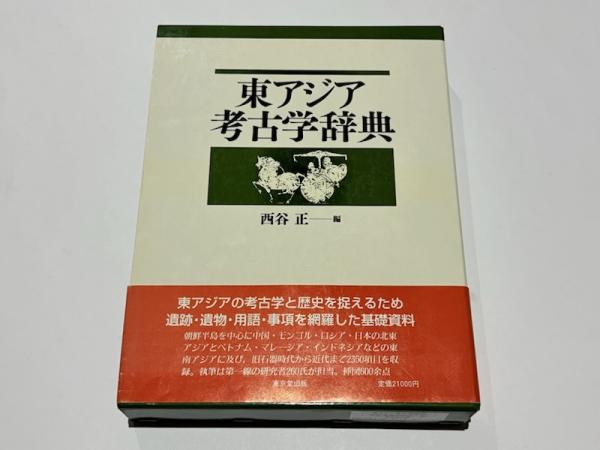 東アジア
考古学辞典
西谷 正──編
東アジアの考古学と歴史を捉えるため
遺跡・遺物・用語・事項を網羅した基礎資料
朝鮮半島を中心に中国・モンゴル・ロシア・日本の北東
アジアとベトナム・マレーシア・インドネシアなどの東
南アジアに及び，旧石器時代から近代まで2350項目を収
録。執筆は第一線の研究者260氏が担当。挿図600余点
東京堂出版
定価21000円